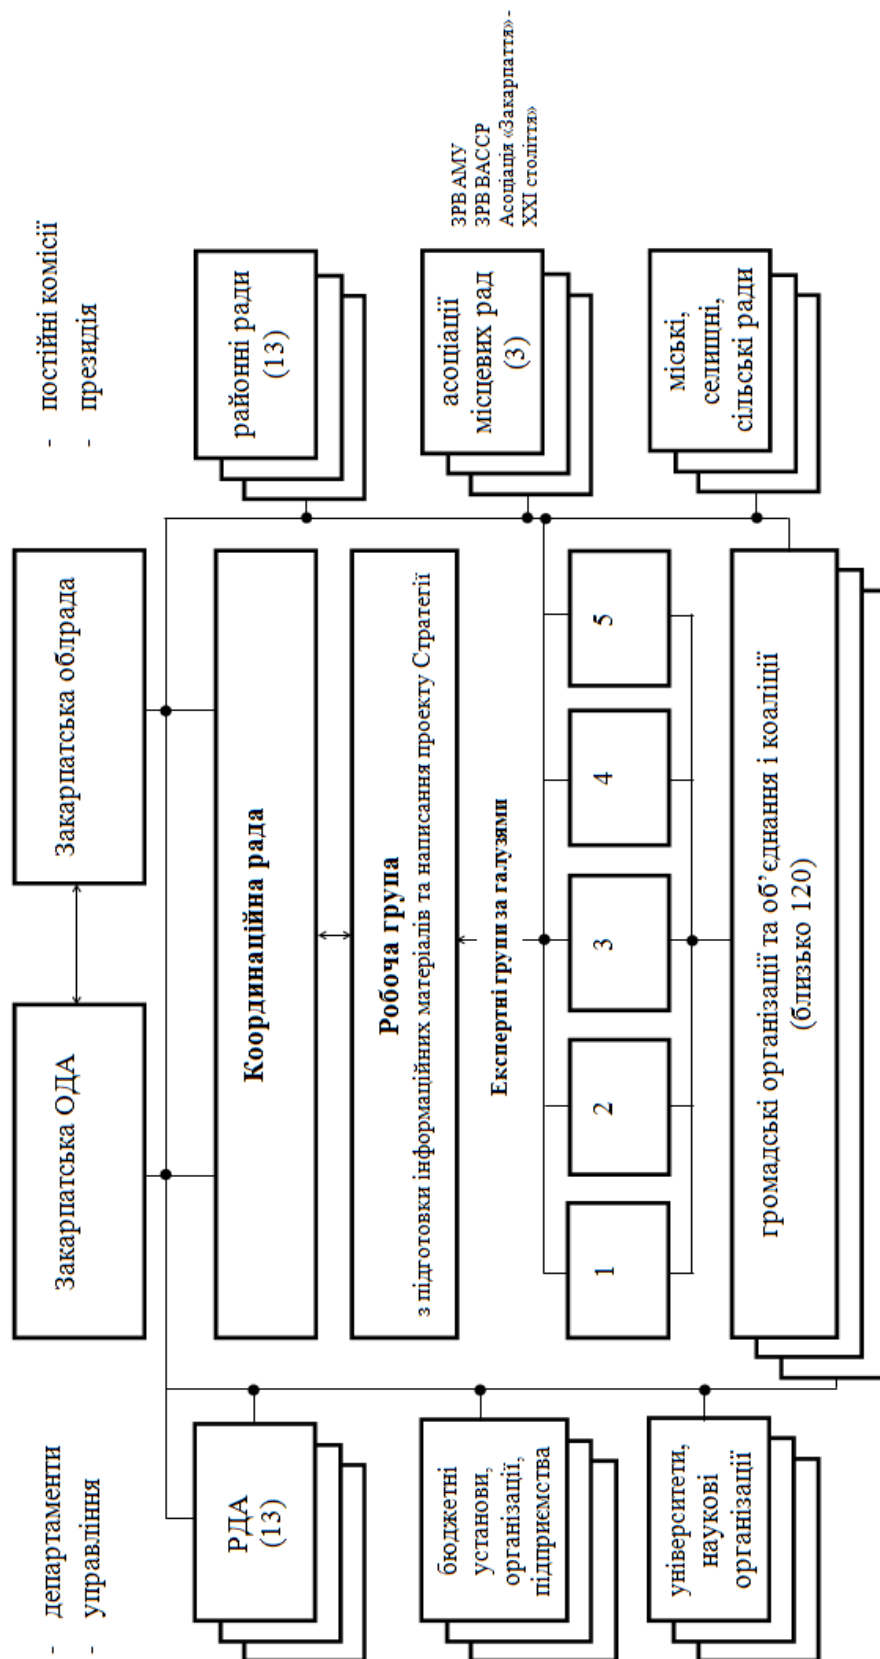 - департаменти
- управління
Закарпатська ОДА
Закарпатська облрада
- постійні комісії
- президія
РДА
(13)
Координаційна рада
районні ради
(13)
Робоча група
з підготовки інформаційних матеріалів та написання проекту Стратегії
бюджетні
установи,
організації,
підприємства
Експертні групи за галузями
асоціації
місцевих рад
(3)
ЗРВ АМУ
ЗРВ ВАССР
Асоціація «Закарпаття» -
ХХІ століття»
1
2
3
4
5
університети,
наукові
організації
міські,
селищні,
сільські ради
громадські організації та об’єднання і коаліції
(близько 120)